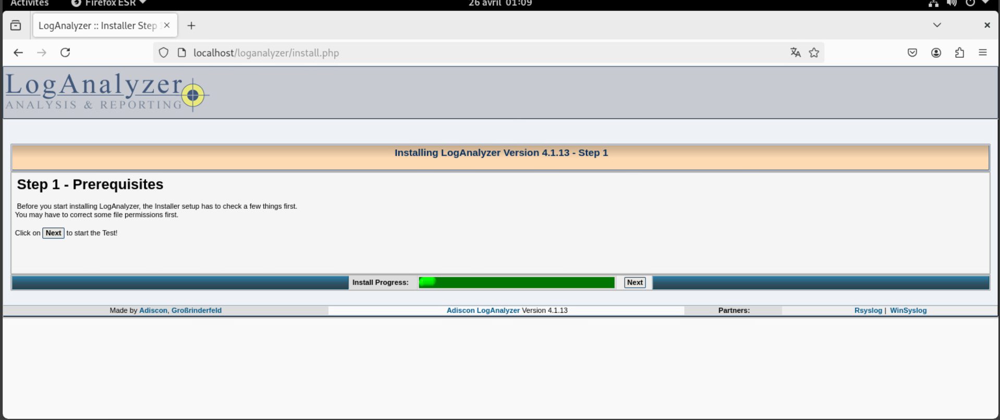 Activités
Firefox ESR
26 avril 01:09
LogAnalyzer :: Installer Step
localhost/loganalyzer/install.php
LogAnalyzer
ANALYSIS & REPORTING
Installing LogAnalyzer Version 4.1.13 - Step 1
Step 1 - Prerequisites
Before you start installing LogAnalyzer, the Installer setup has to check a few things first.
You may have to correct some file permissions first.
Click on Next to start the Test!
Install Progress: Next
Made by Adiscon, Großrinderfeld Adiscon LogAnalyzer Version 4.1.13 Partners: Rsyslog | WinSyslog